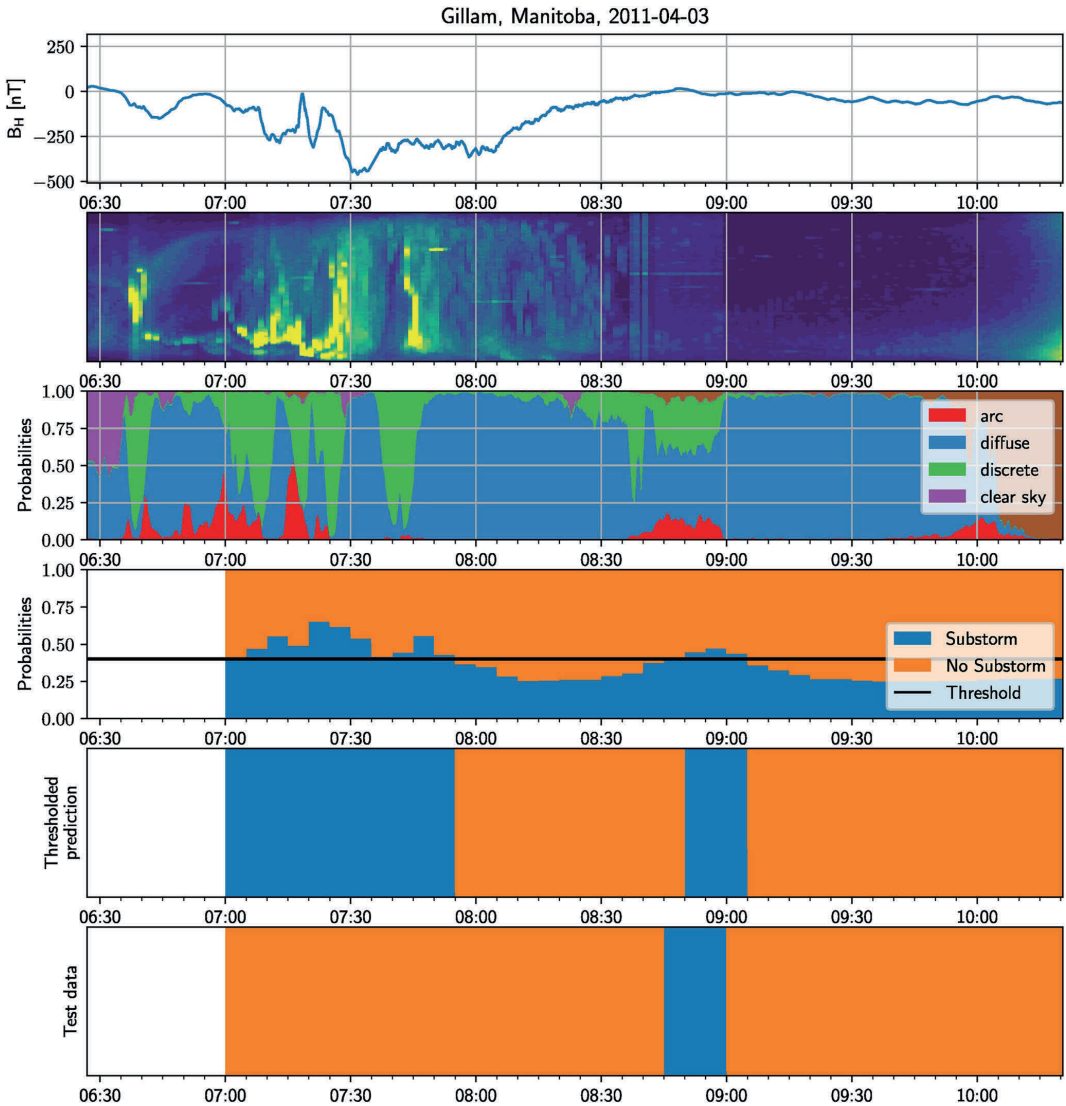 Gillam, Manitoba, 2011-04-03
250
0
−250
−500
B_H [nT]
06:30 07:00 07:30 08:00 08:30 09:00 09:30 10:00
06:30 07:00 07:30 08:00 08:30 09:00 09:30 10:00
1.00
0.75
0.50
0.25
0.00
Probabilities
arc
diffuse
discrete
clear sky
06:30 07:00 07:30 08:00 08:30 09:00 09:30 10:00
1.00
0.75
0.50
0.25
0.00
Probabilities
Substorm
No Substorm
Threshold
06:30 07:00 07:30 08:00 08:30 09:00 09:30 10:00
Thresholded
prediction
06:30 07:00 07:30 08:00 08:30 09:00 09:30 10:00
Test data
06:30 07:00 07:30 08:00 08:30 09:00 09:30 10:00